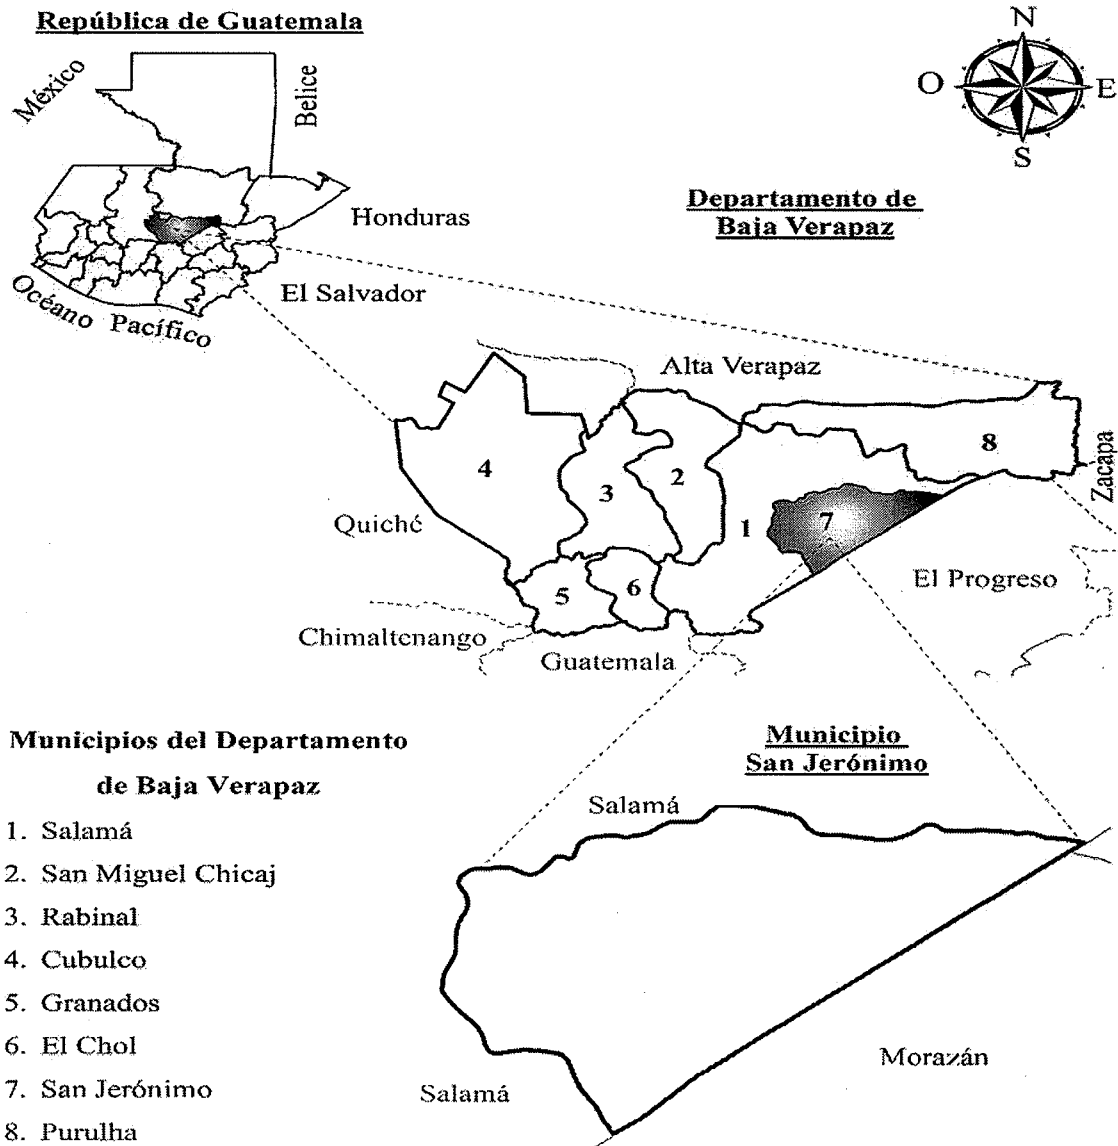 República de Guatemala
México
Belice
Honduras
El Salvador
Océano Pacífico
N
O
E
S
Departamento de
Baja Verapaz
Alta Verapaz
Zacapa
Quiché
El Progreso
Chimaltenango
Guatemala
4
3
2
1
7
8
5
6
Municipios del Departamento
de Baja Verapaz
1. Salamá
2. San Miguel Chicaj
3. Rabinal
4. Cubulco
5. Granados
6. El Chol
7. San Jerónimo
8. Purulha
Municipio
San Jerónimo
Salamá
Salamá
Morazán